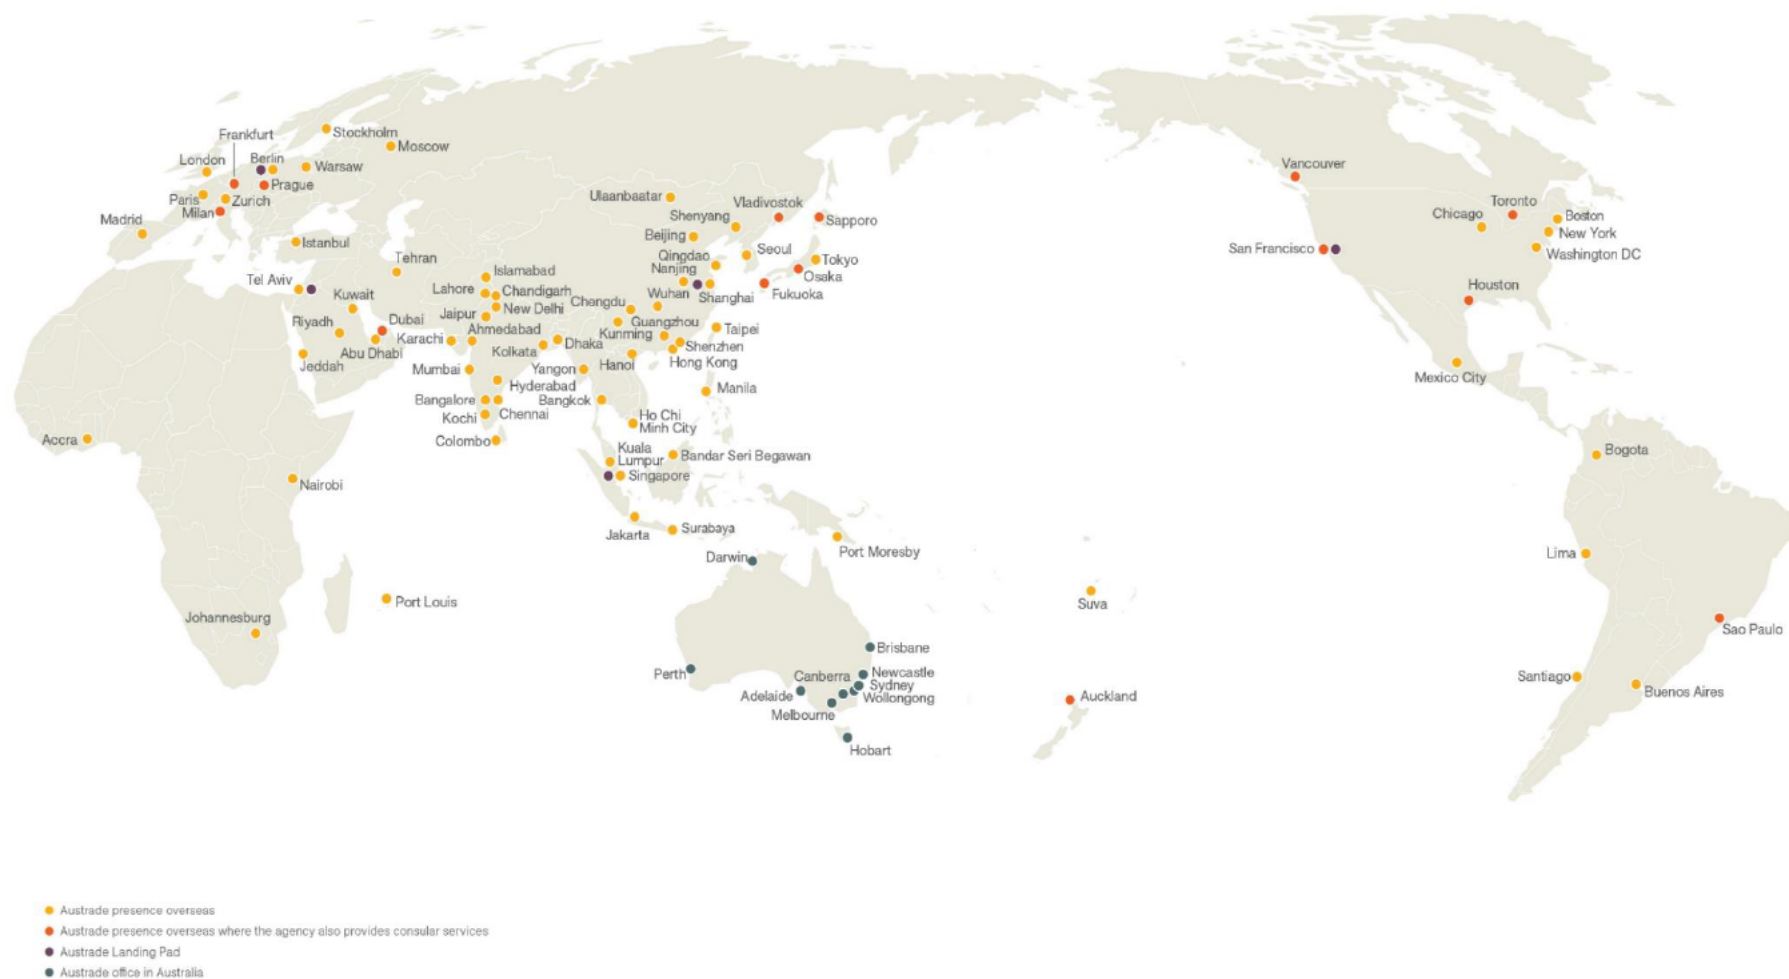 Frankfurt
Stockholm
Moscow
London
Berlin
Warsaw
Paris
Prague
Zurich
Milan
Madrid
Istanbul
Tehran
Tel Aviv
Kuwait
Riyadh
Dubai
Abu Dhabi
Jeddah
Accra
Nairobi
Johannesburg
Port Louis
Ulaanbaatar
Vladivostok
Shenyang
Sapporo
Beijing
Seoul
Qingdao
Tokyo
Nanjing
Osaka
Islamabad
Lahore
Chandigarh
Wuhan
Shanghai
Fukuoka
New Delhi
Chengdu
Jaipur
Guangzhou
Ahmedabad
Kunming
Taipei
Karachi
Kolkata
Dhaka
Shenzhen
Hanoi
Hong Kong
Mumbai
Yangon
Hyderabad
Manila
Bangalore
Bangkok
Kochi
Chennai
Ho Chi
Minh City
Colombo
Kuala
Lumpur
Bandar Seri Begawan
Singapore
Jakarta
Surabaya
Port Moresby
Darwin
Suva
Brisbane
Perth
Canberra
Newcastle
Sydney
Adelaide
Wollongong
Melbourne
Hobart
Auckland
Vancouver
Toronto
Chicago
Boston
New York
San Francisco
Washington DC
Houston
Mexico City
Bogota
Lima
Sao Paulo
Santiago
Buenos Aires
Austrade presence overseas
Austrade presence overseas where the agency also provides consular services
Austrade Landing Pad
Austrade office in Australia